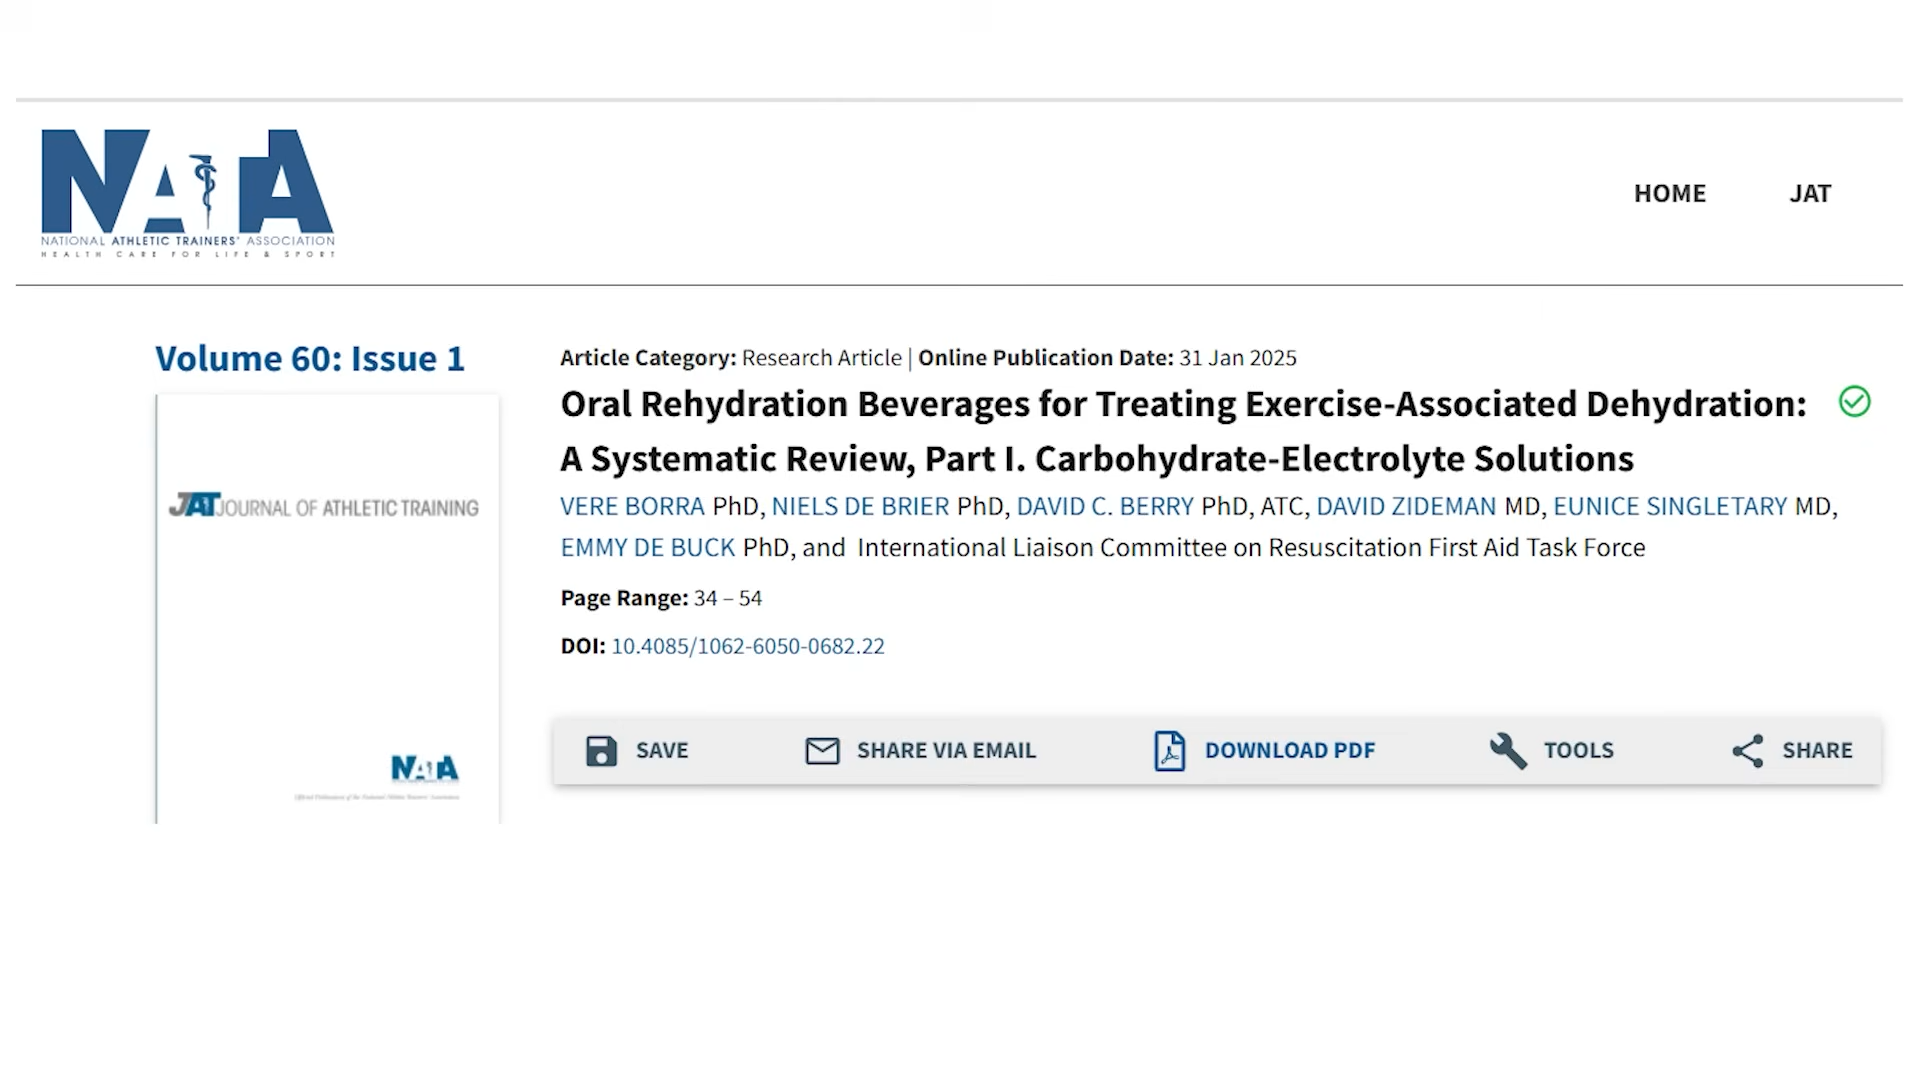 NATA
NATIONAL ATHLETIC TRAINERS' ASSOCIATION
HEALTH CARE FOR LIFE & SPORT
HOME
JAT
Volume 60: Issue 1
JAT JOURNAL OF ATHLETIC TRAINING
NATA
Article Category: Research Article | Online Publication Date: 31 Jan 2025
Oral Rehydration Beverages for Treating Exercise-Associated Dehydration:
A Systematic Review, Part I. Carbohydrate-Electrolyte Solutions
VERE BORRA PhD, NIELS DE BRIER PhD, DAVID C. BERRY PhD, ATC, DAVID ZIDEMAN MD, EUNICE SINGLETARY MD,
EMMY DE BUCK PhD, and International Liaison Committee on Resuscitation First Aid Task Force
Page Range: 34 – 54
DOI: 10.4085/1062-6050-0682.22
SAVE
SHARE VIA EMAIL
DOWNLOAD PDF
TOOLS
SHARE